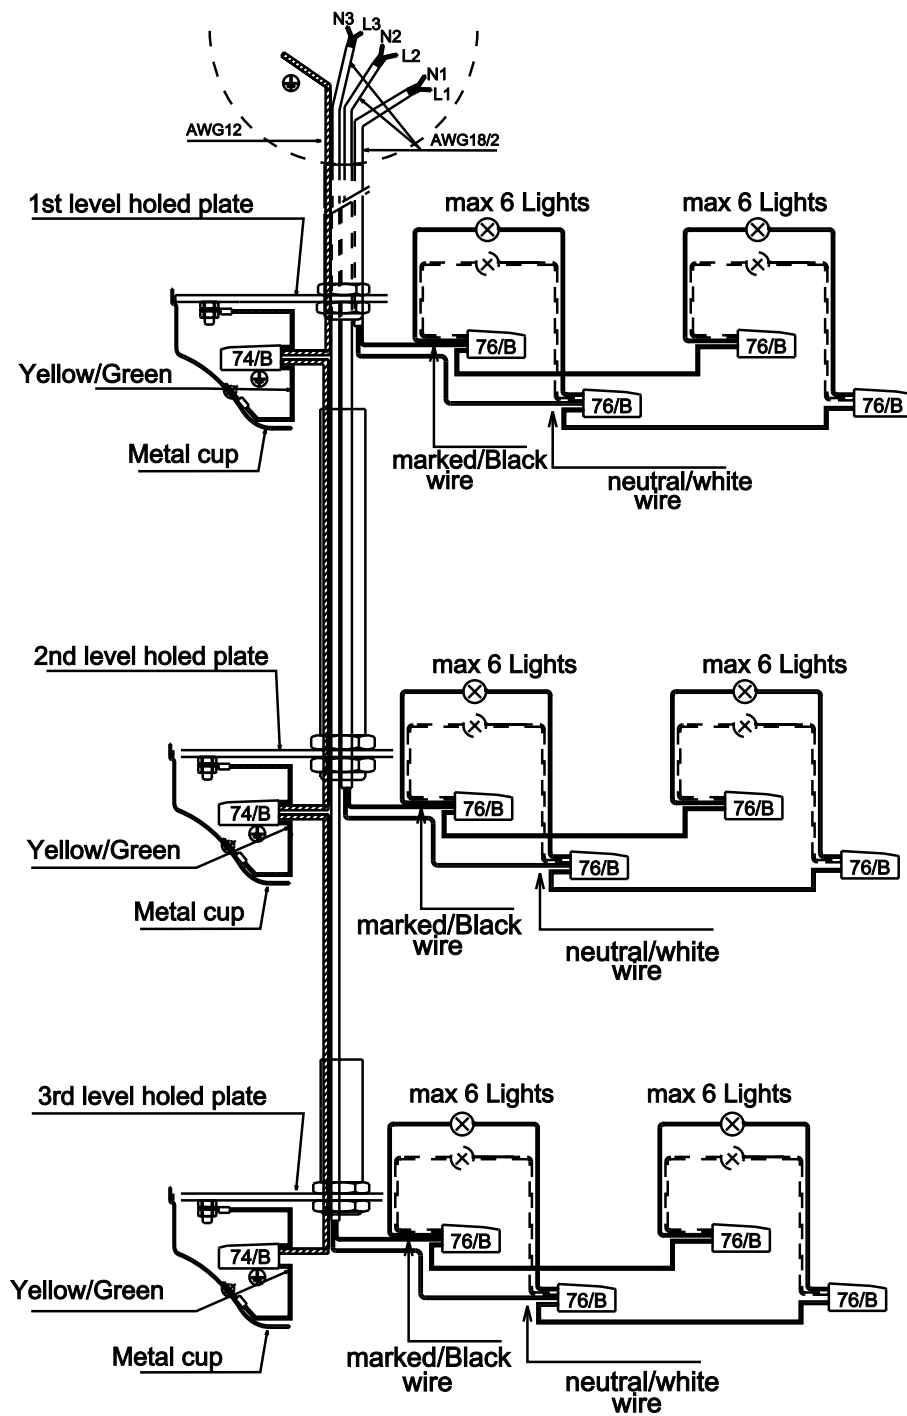 N3
L3
N2
L2
N1
L1
AWG12
AWG18/2
1st level holed plate
max 6 Lights
max 6 Lights
74/B
76/B
76/B
Yellow/Green
76/B
76/B
Metal cup
marked/Black
wire
neutral/white
wire
2nd level holed plate
max 6 Lights
max 6 Lights
74/B
76/B
76/B
Yellow/Green
76/B
76/B
Metal cup
marked/Black
wire
neutral/white
wire
3rd level holed plate
max 6 Lights
max 6 Lights
74/B
76/B
76/B
Yellow/Green
76/B
76/B
Metal cup
marked/Black
wire
neutral/white
wire